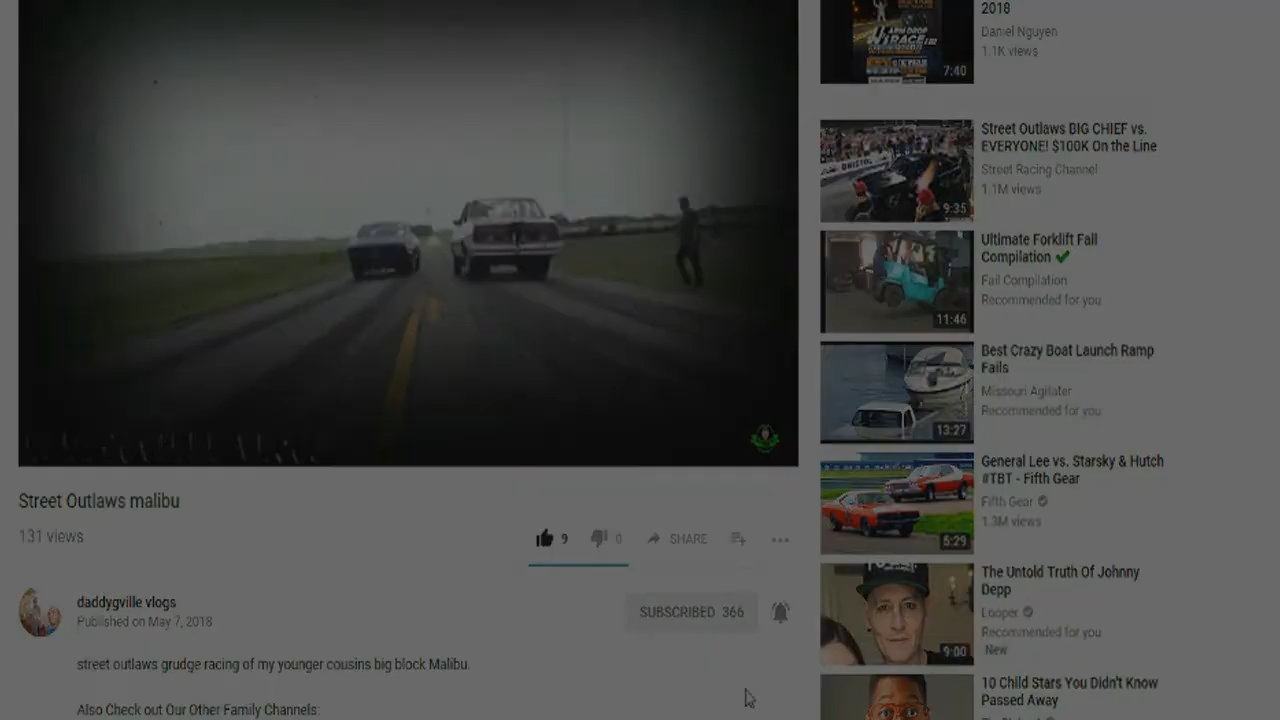 Street Outlaws malibu
131 views
9
0
SHARE
daddygville vlogs
Published on May 7, 2018
SUBSCRIBED 366
street outlaws grudge racing of my younger cousins big block Malibu.
Also Check out Our Other Family Channels:
2018
Daniel Nguyen
1.1K views
ARM DROP
RACE
7:40
Street Outlaws BIG CHIEF vs.
EVERYONE! $100K On the Line
Street Racing Channel
1.1M views
BRISTOL
9:35
Ultimate Forklift Fail
Compilation
Fail Compilation
Recommended for you
11:46
Best Crazy Boat Launch Ramp
Fails
Missouri Agilater
Recommended for you
13:27
General Lee vs. Starsky & Hutch
#TBT - Fifth Gear
Fifth Gear
1.3M views
5:29
The Untold Truth Of Johnny
Depp
Looper
Recommended for you
New
9:00
10 Child Stars You Didn't Know
Passed Away